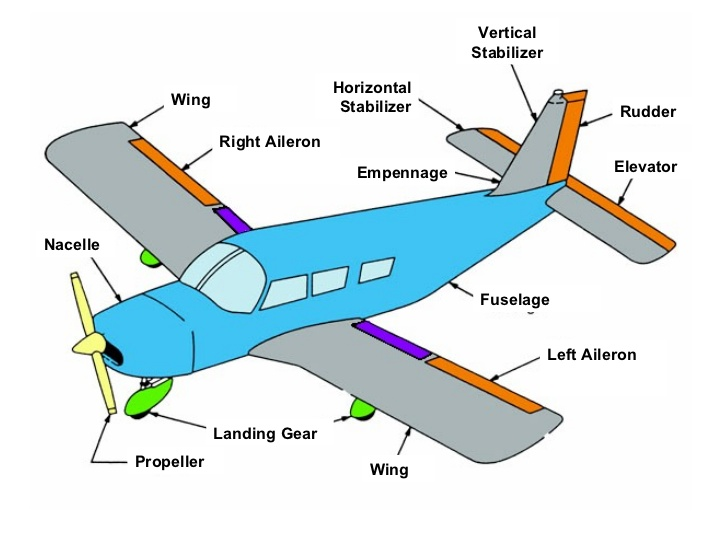 Vertical
Stabilizer
Horizontal
Stabilizer
Wing
Rudder
Right Aileron
Empennage
Elevator
Nacelle
Fuselage
Left Aileron
Landing Gear
Propeller
Wing